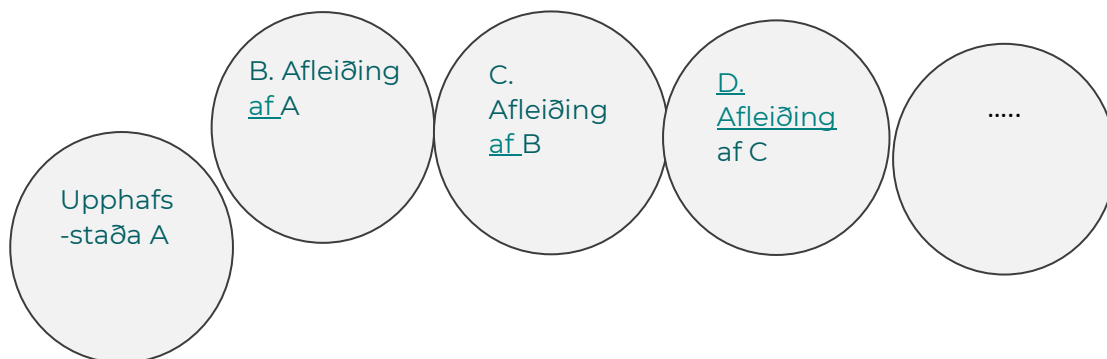 Upphafs
-staða A
B. Afleiðing
af A
C.
Afleiðing
af B
D.
Afleiðing
af C
.....